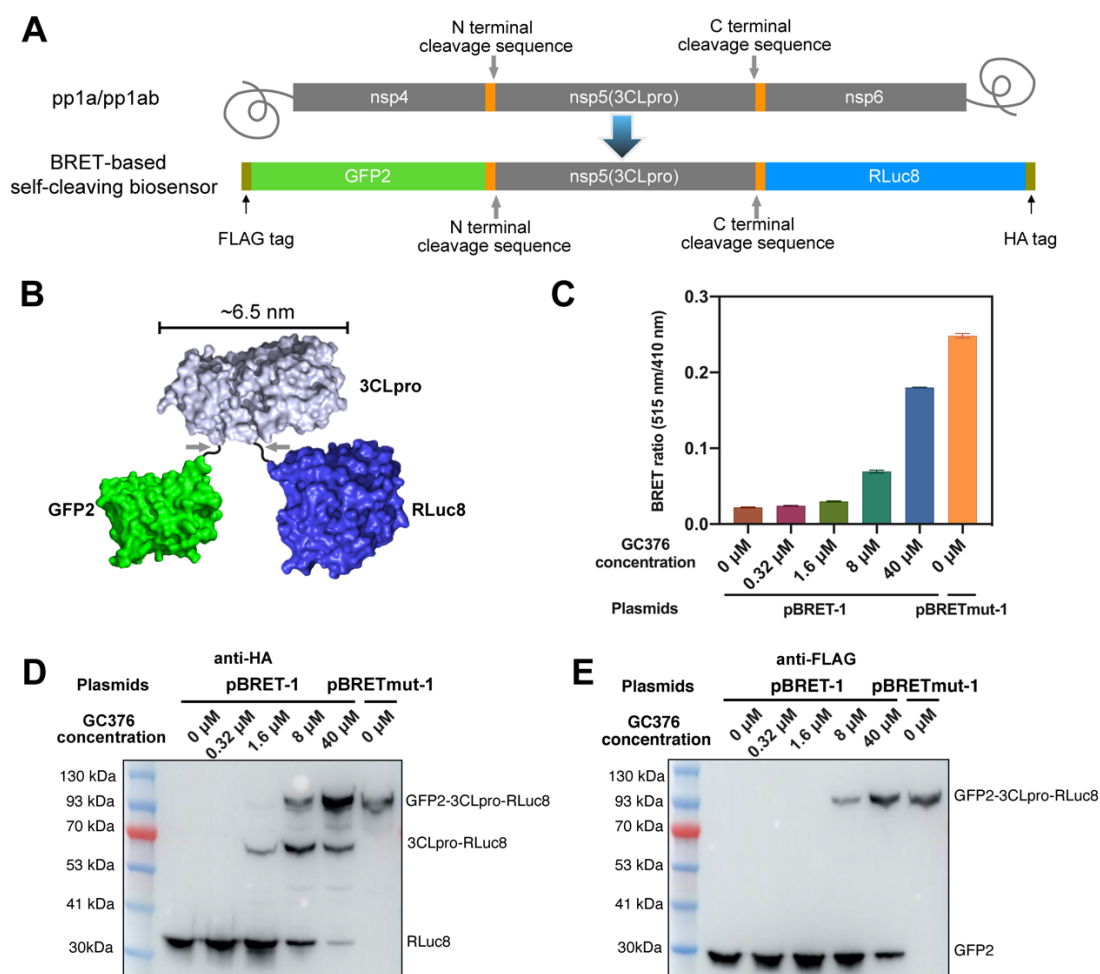 A
N terminal
cleavage sequence
C terminal
cleavage sequence
pp1a/pp1ab
nsp4
nsp5(3CLpro)
nsp6
BRET-based
self-cleaving biosensor
GFP2
nsp5(3CLpro)
RLuc8
FLAG tag
N terminal
cleavage sequence
C terminal
cleavage sequence
HA tag
B
~6.5 nm
3CLpro
GFP2
RLuc8
C
BRET ratio (515 nm/410 nm)
0.3
0.2
0.1
0.0
GC376
concentration
0 µM
0.32 µM
1.6 µM
8 µM
40 µM
0 µM
Plasmids
pBRET-1
pBRETmut-1
D
anti-HA
Plasmids
pBRET-1
pBRETmut-1
GC376
concentration
0 µM
0.32 µM
1.6 µM
8 µM
40 µM
0 µM
130 kDa
93 kDa
70 kDa
53 kDa
41 kDa
30kDa
GFP2-3CLpro-RLuc8
3CLpro-RLuc8
RLuc8
E
anti-FLAG
Plasmids
pBRET-1
pBRETmut-1
GC376
concentration
0 µM
0.32 µM
1.6 µM
8 µM
40 µM
0 µM
130 kDa
93 kDa
70 kDa
53 kDa
41 kDa
30 kDa
GFP2-3CLpro-RLuc8
GFP2